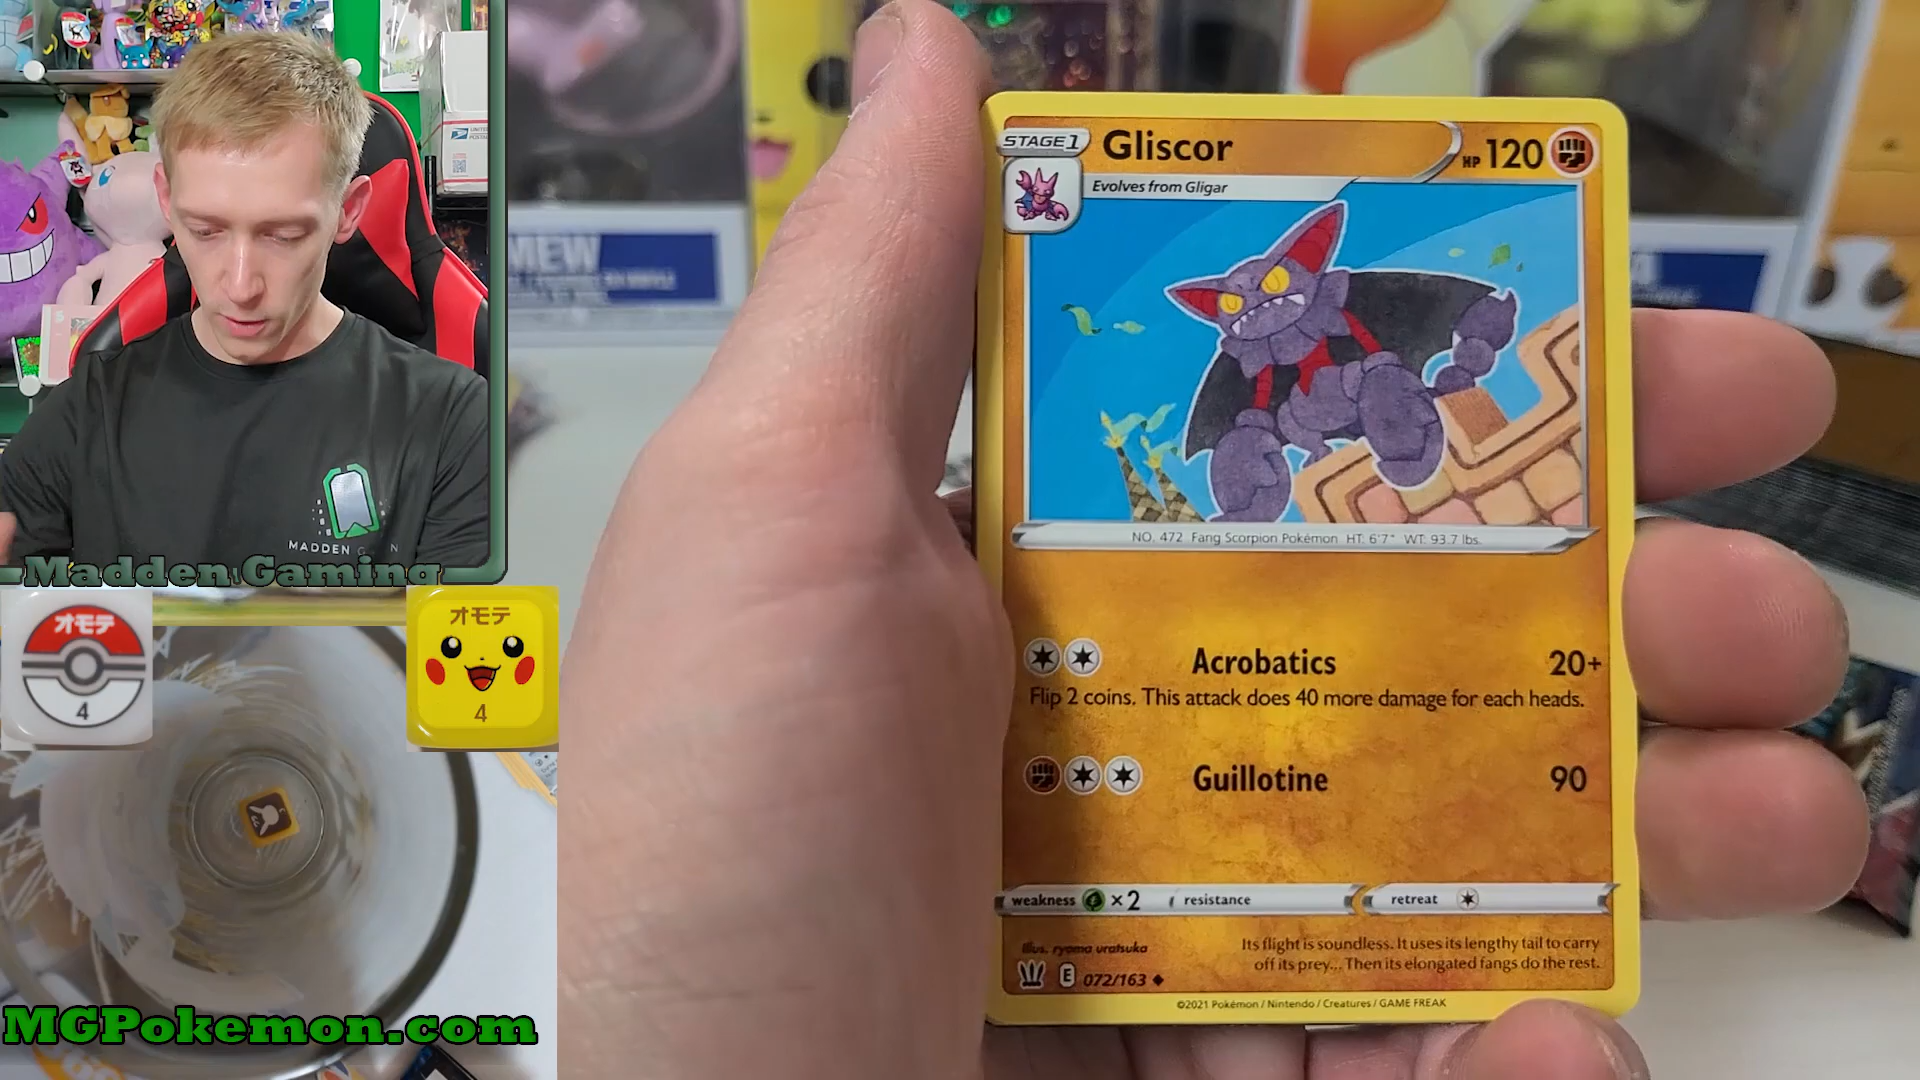 STAGE 1
Gliscor
HP 120
Evolves from Gligar
NO. 472 Fang Scorpion Pokémon HT: 6'7" WT: 93.7 lbs.
Acrobatics 20+
Flip 2 coins. This attack does 40 more damage for each heads.
Guillotine 90
weakness ×2 resistance retreat
Illus. ryoma uratsuka
Its flight is soundless. It uses its lengthy tail to carry
off its prey... Then its elongated fangs do the rest.
E 072/163
©2021 Pokémon / Nintendo / Creatures / GAME FREAK
MEW
UNITED
MADDEN
Madden Gaming
オモテ
4
オモテ
4
MGPokemon.com